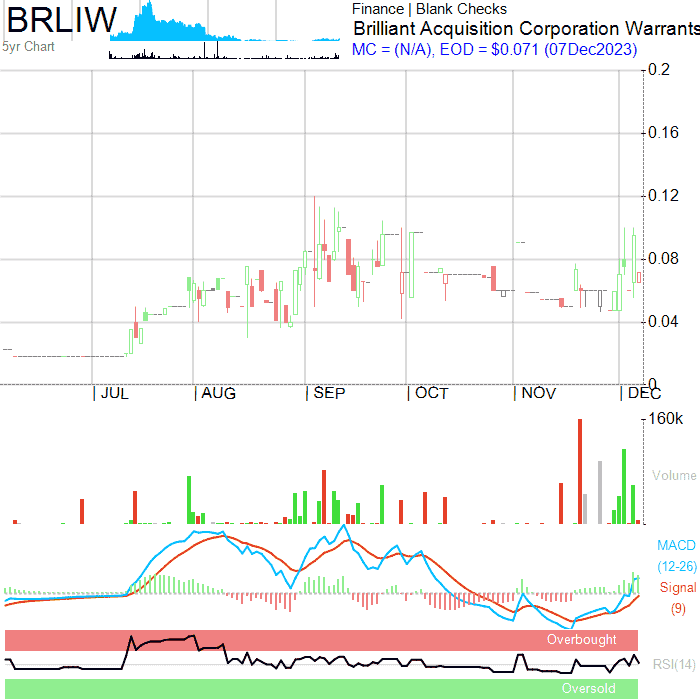 BRLIW
5yr Chart
Finance | Blank Checks
Brilliant Acquisition Corporation Warrants
MC = (N/A), EOD = $0.071 (07Dec2023)
0.2
0.16
0.12
0.08
0.04
0
| JUL | AUG | SEP | OCT | NOV | DEC
160k
Volume
MACD
(12-26)
Signal
(9)
Overbought
RSI(14)
Oversold